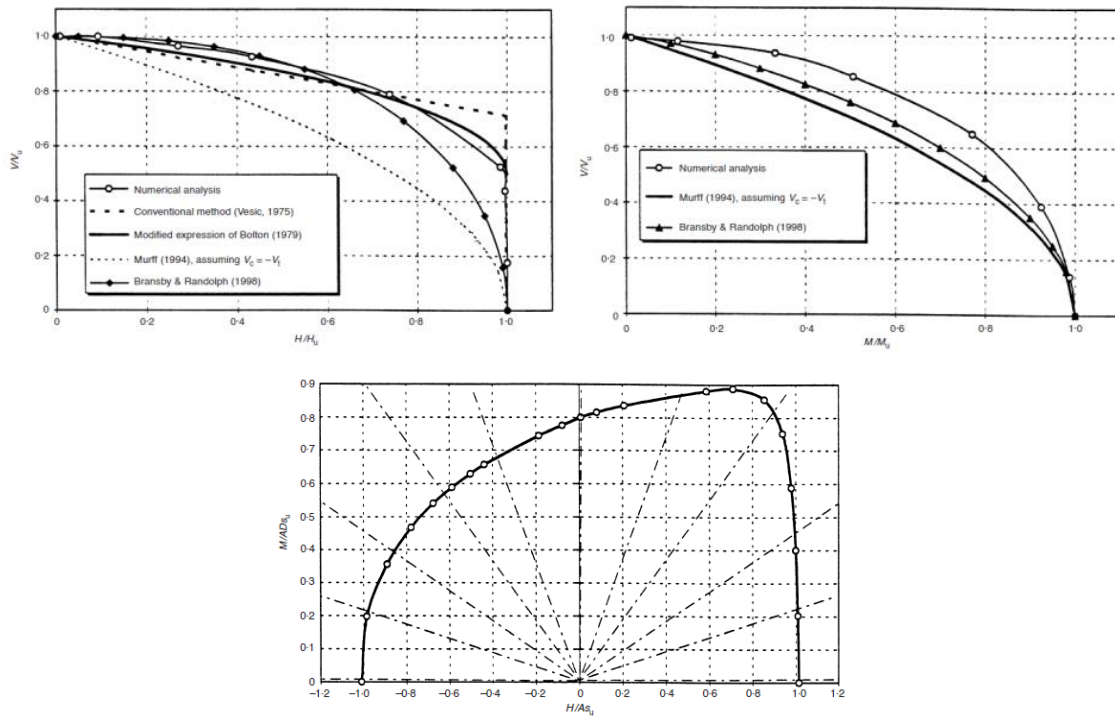 1·0
0·8
0·6
0·4
0·2
0
V/Vu
Numerical analysis
Conventional method (Vesic, 1975)
Modified expression of Bolton (1979)
Murff (1994), assuming Vc = –Vt
Bransby & Randolph (1998)
0 0·2 0·4 0·6 0·8 1·0
H/Hu
1·0
0·8
0·6
0·4
0·2
0
V/Vu
Numerical analysis
Murff (1994), assuming Vc = –Vt
Bransby & Randolph (1998)
0 0·2 0·4 0·6 0·8 1·0
M/Mu
0·9
0·8
0·7
0·6
0·5
0·4
0·3
0·2
0·1
0
M/ADsu
–1·2 –1·0 –0·8 –0·6 –0·4 –0·2 0 0·2 0·4 0·6 0·8 1·0 1·2
H/Asu